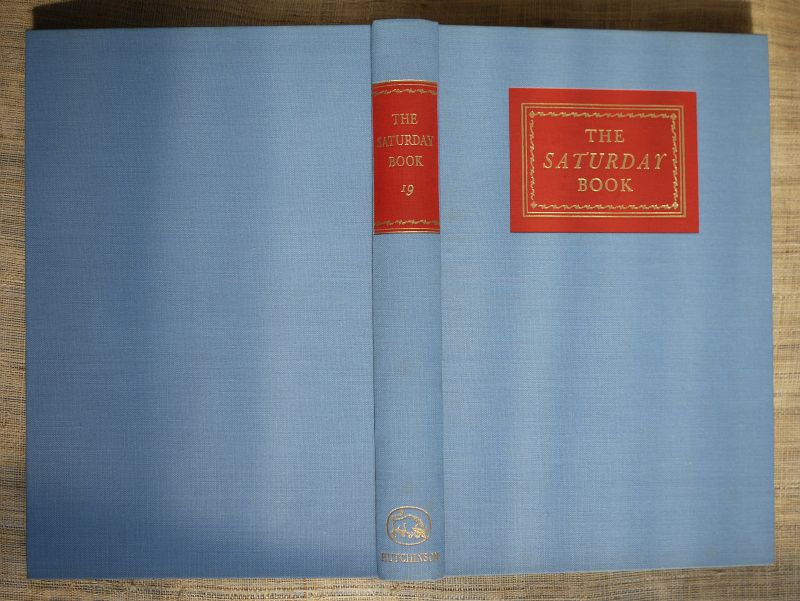 THE
SATURDAY
BOOK
19
HUTCHINSON
THE
SATURDAY
BOOK